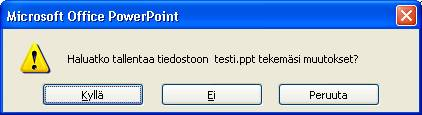 Microsoft Office PowerPoint
Haluatko tallentaa tiedostoon testi.ppt tekemäsi muutokset?
Kyllä Ei Peruuta